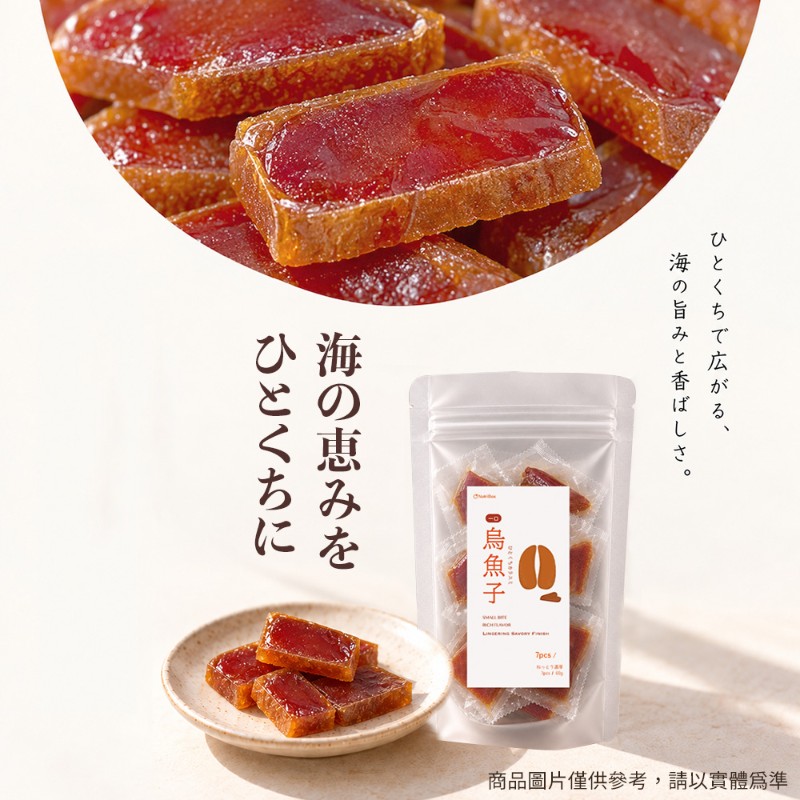 ひとくちで広がる、
海の旨みと香ばしさ。
海の恵みを
ひとくちに
一口
烏魚子
SMALL BITE
RICH FLAVOR
LINGERING SAVORY FINISH
7pcs /
商品圖片僅供參考，請以實體爲準